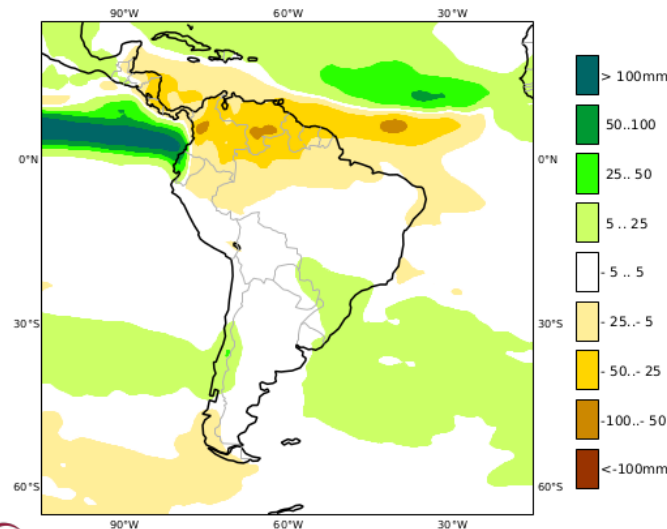 90°W 60°W 30°W
> 100mm
50..100
0°N 0°N
25.. 50
5 .. 25
- 5 .. 5
30°S 30°S
- 25..- 5
- 50..- 25
-100..- 50
<-100mm
60°S 60°S
90°W 60°W 30°W